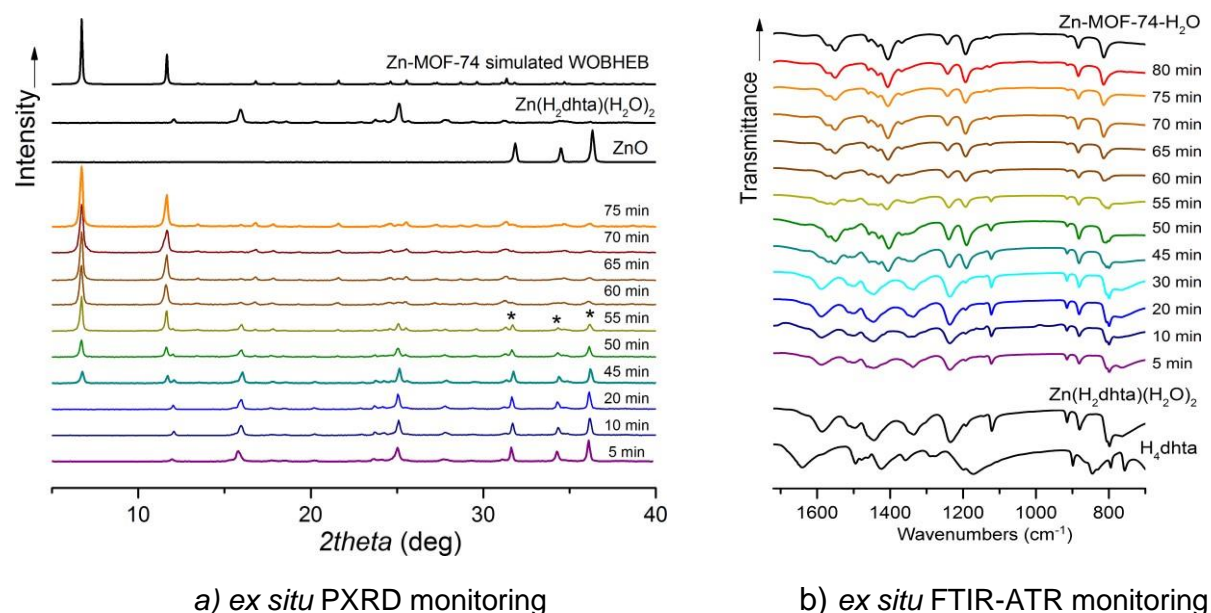 Intensity
Zn-MOF-74 simulated WOBHEB
Zn(H₂dhta)(H₂O)₂
ZnO
75 min
70 min
65 min
60 min
55 min
* * *
50 min
45 min
20 min
10 min
5 min
10 20 30 40
2theta (deg)
a) ex situ PXRD monitoring
Transmittance
Zn-MOF-74-H₂O
80 min
75 min
70 min
65 min
60 min
55 min
50 min
45 min
30 min
20 min
10 min
5 min
Zn(H₂dhta)(H₂O)₂
H₄dhta
1600 1400 1200 1000 800
Wavenumbers (cm⁻¹)
b) ex situ FTIR-ATR monitoring